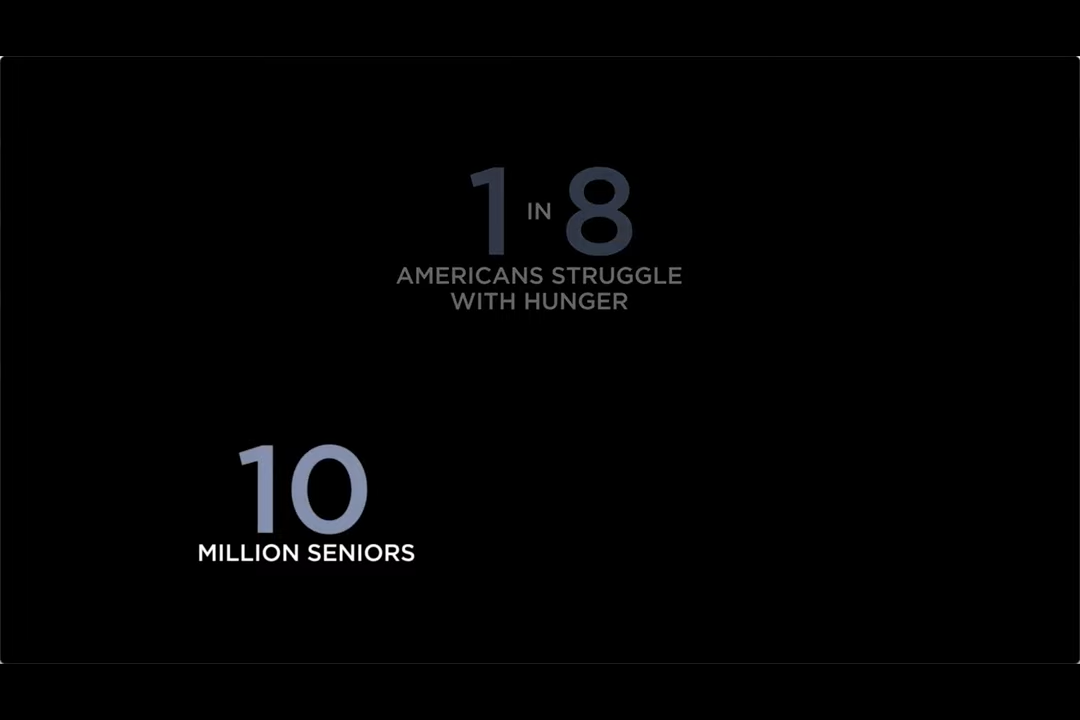 1 IN 8
AMERICANS STRUGGLE
WITH HUNGER
10
MILLION SENIORS